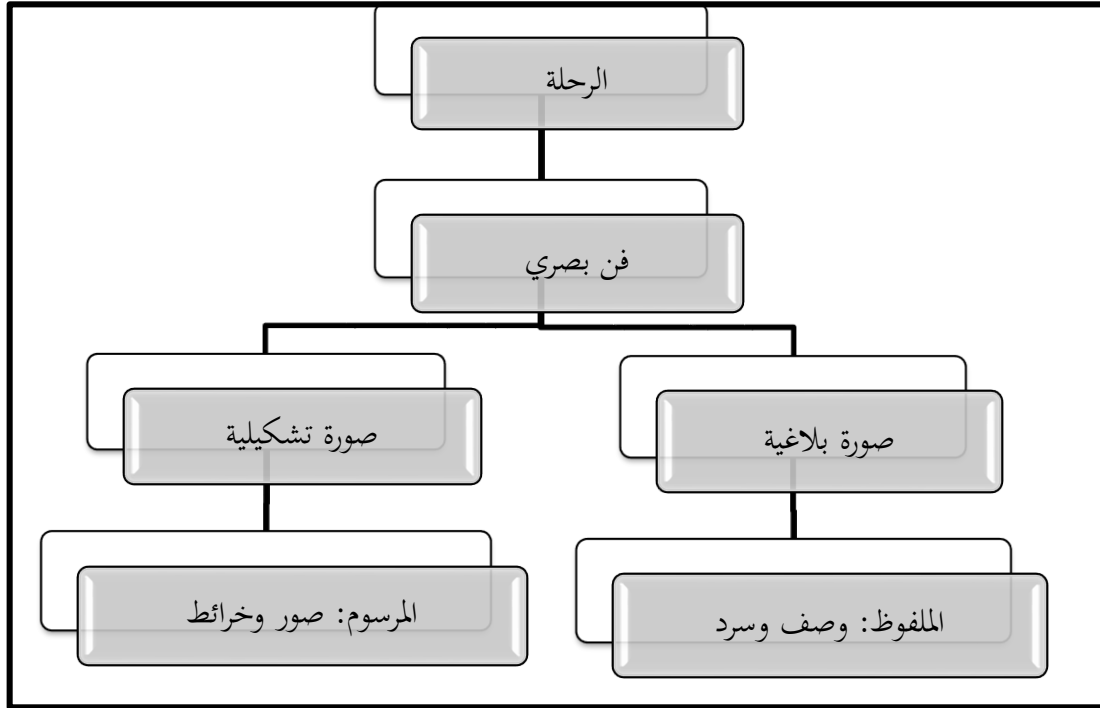 الرحلة
فن بصري
صورة بلاغية
صورة تشكيلية
الملفوظ: وصف وسرد
المرسوم: صور وخرائط